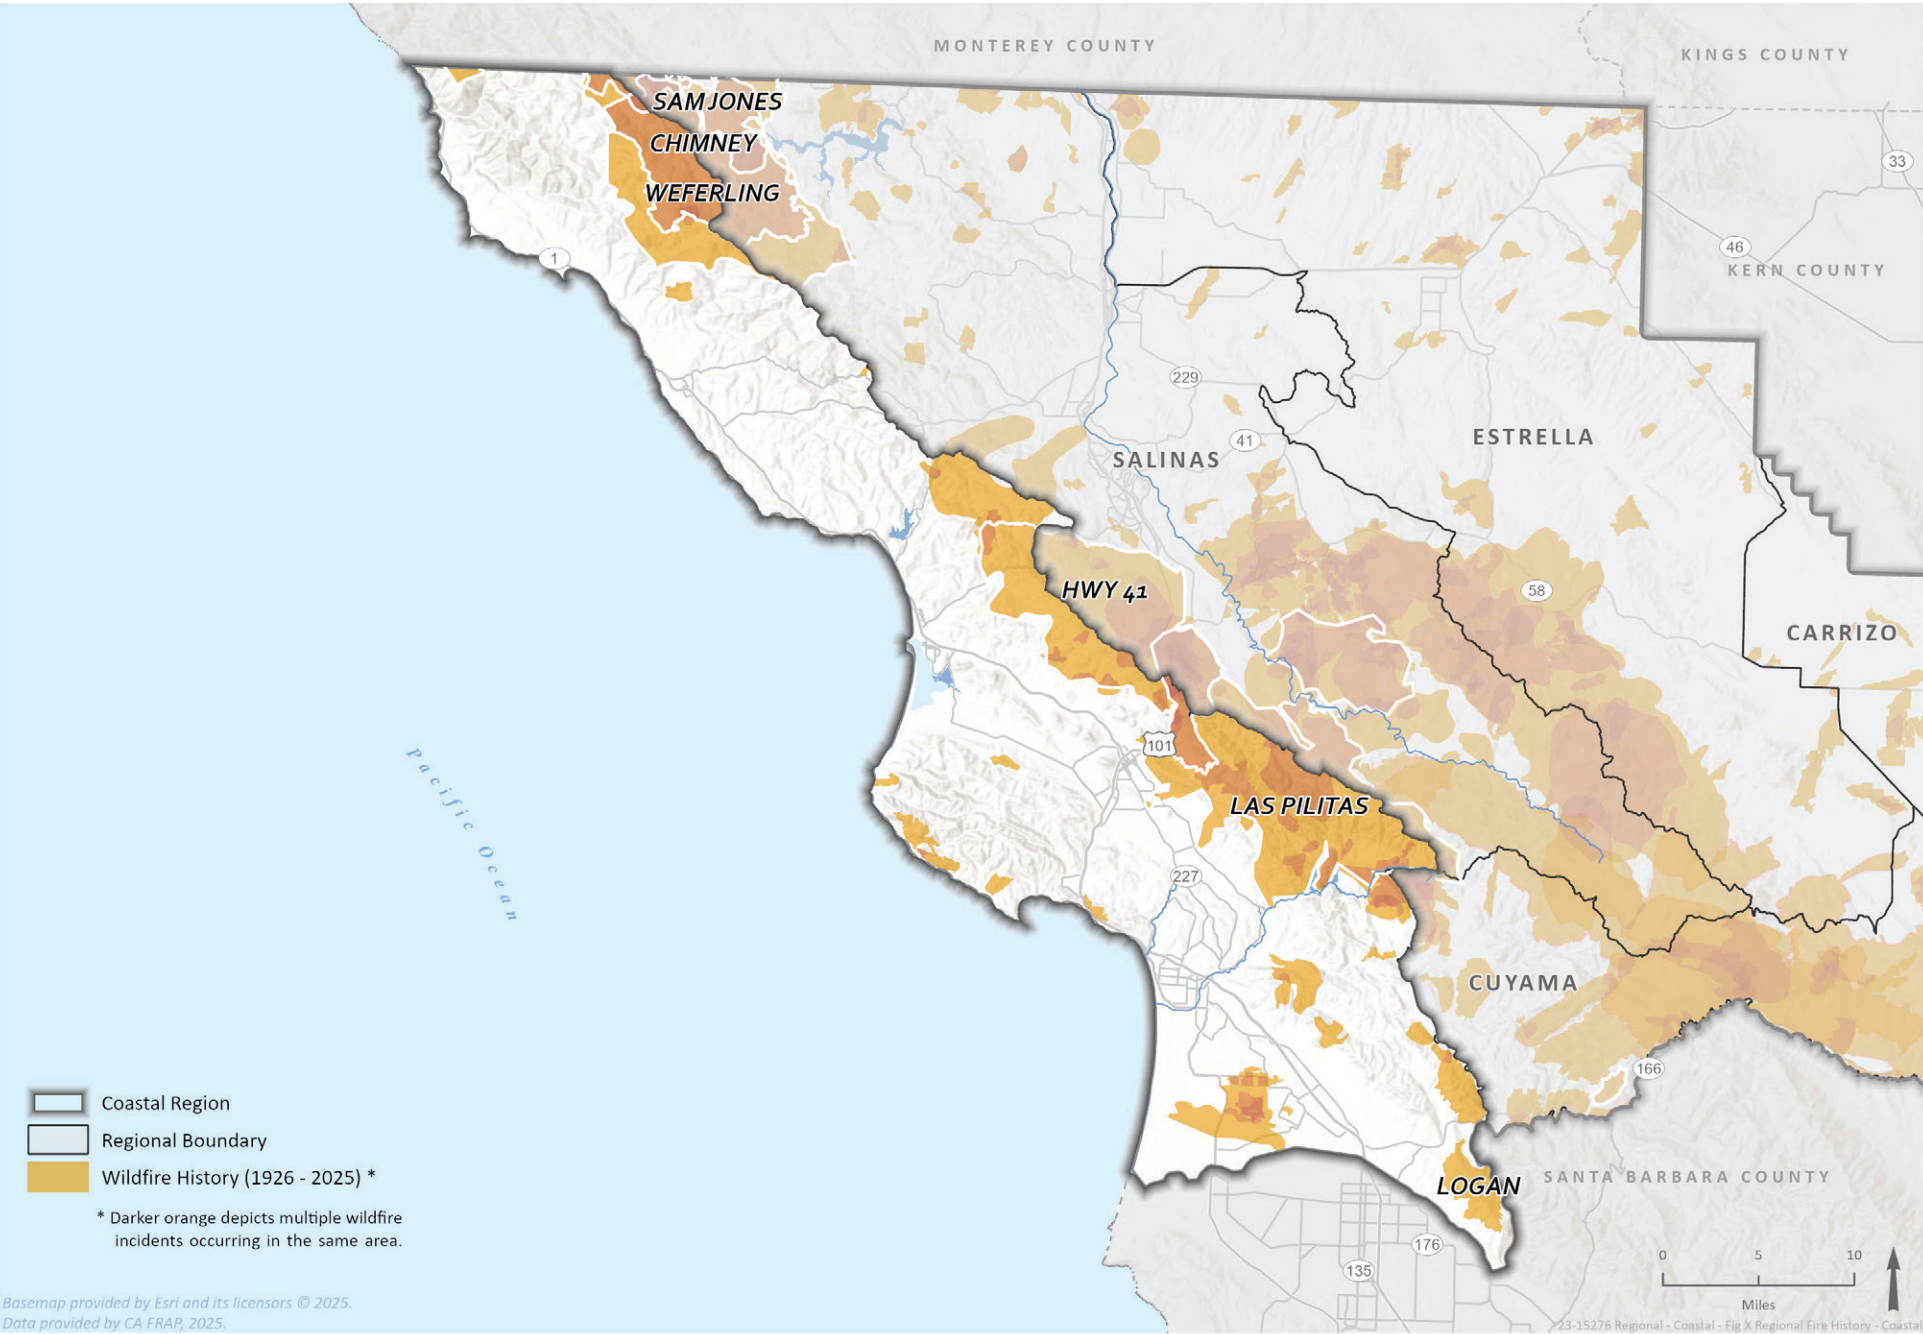 MONTEREY COUNTY
KINGS COUNTY
SAM JONES
CHIMNEY
33
WEFERLING
46
1
KERN COUNTY
229
ESTRELLA
41
SALINAS
HWY 41
58
CARRIZO
101
Pacific Ocean
LAS PILITAS
227
CUYAMA
166
Coastal Region
Regional Boundary
Wildfire History (1926 - 2025) *
* Darker orange depicts multiple wildfire
incidents occurring in the same area.
SANTA BARBARA COUNTY
LOGAN
176
135
0 5 10
Miles
Basemap provided by Esri and its licensors © 2025.
Data provided by CA FRAP, 2025.
23-15276 Regional - Coastal - Fig X Regional Fire History - Coastal